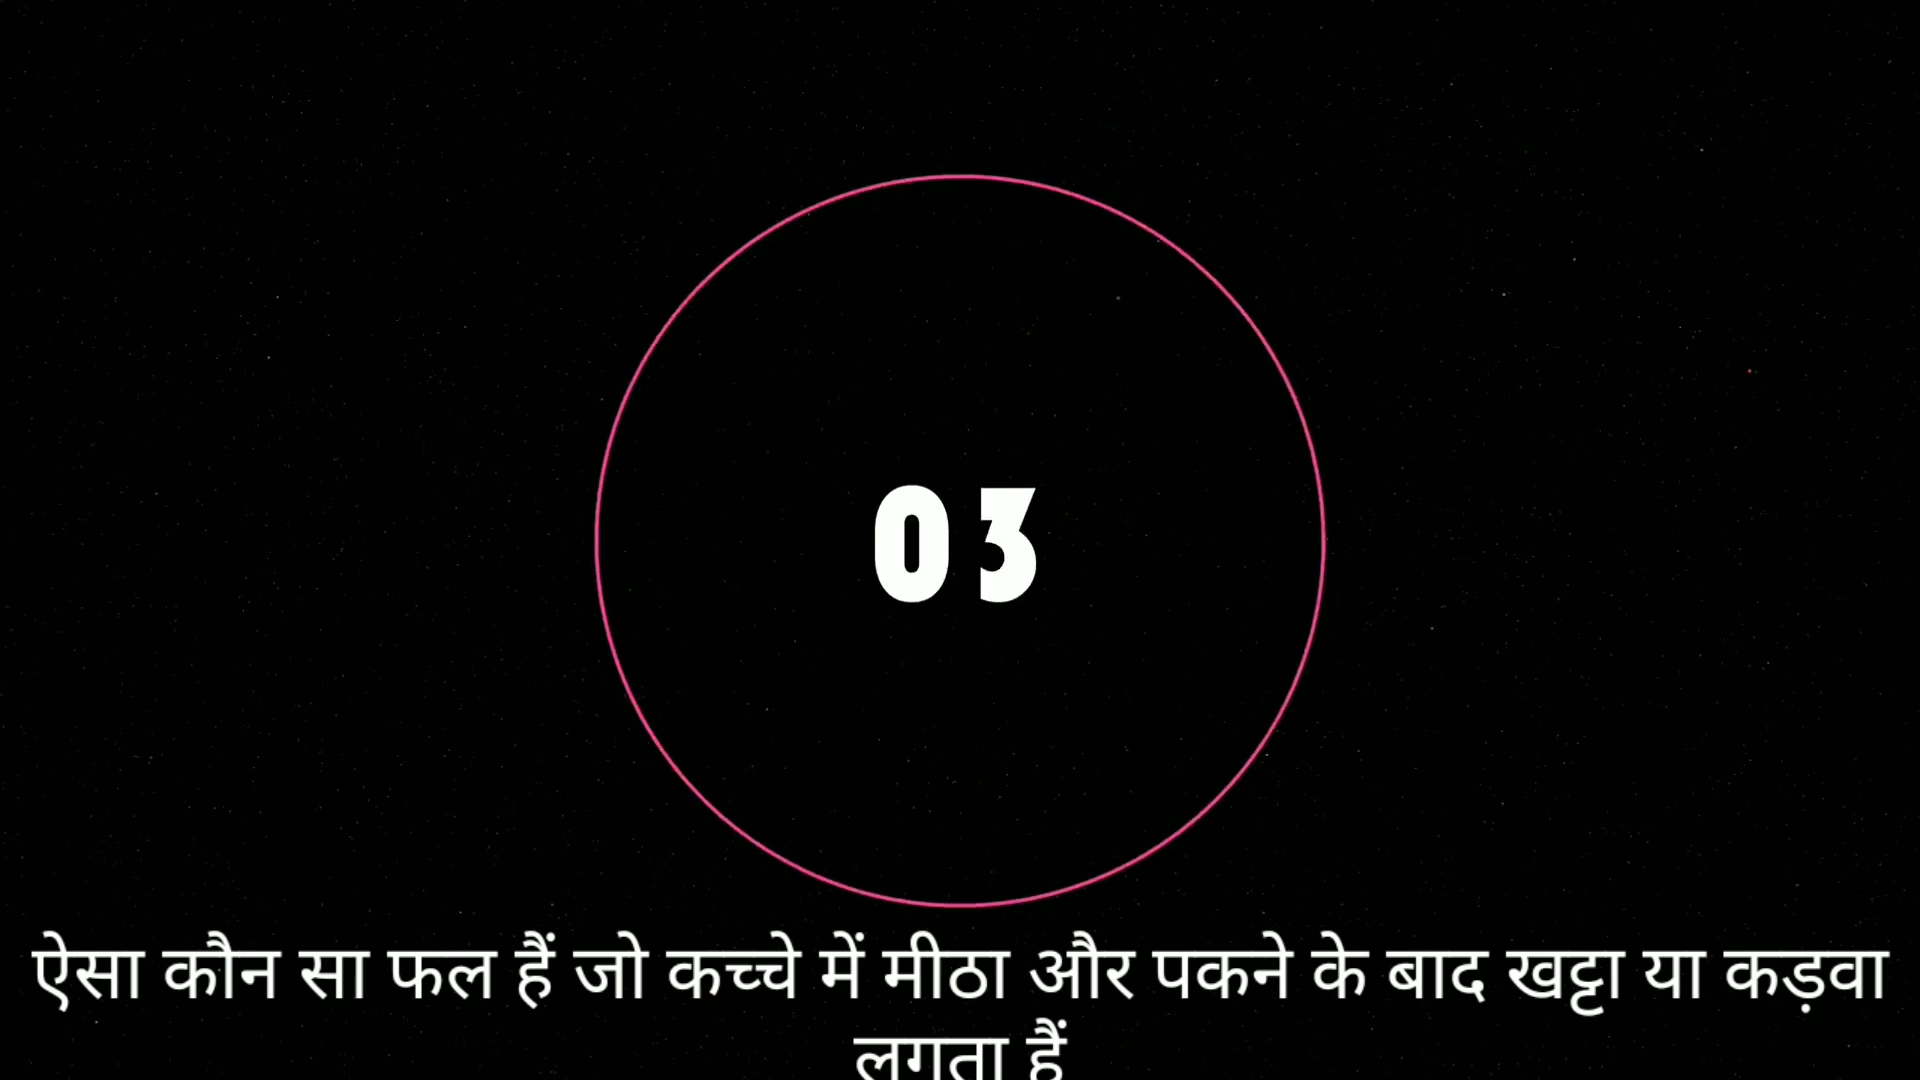 03
ऐसा कौन सा फल हैं जो कच्चे में मीठा और पकने के बाद खट्टा या कड़वा
लगता हैं